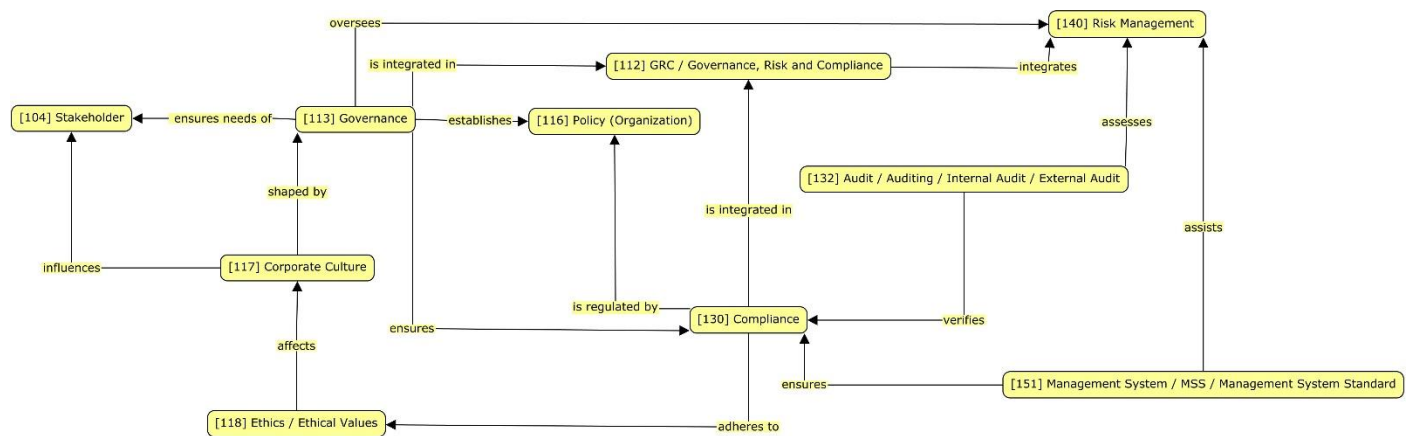 oversees
[140] Risk Management
is integrated in
[112] GRC / Governance, Risk and Compliance
integrates
[104] Stakeholder
ensures needs of
[113] Governance
establishes
[116] Policy (Organization)
assesses
[132] Audit / Auditing / Internal Audit / External Audit
shaped by
is integrated in
assists
influences
[117] Corporate Culture
is regulated by
[130] Compliance
verifies
ensures
affects
ensures
[151] Management System / MSS / Management System Standard
[118] Ethics / Ethical Values
adheres to